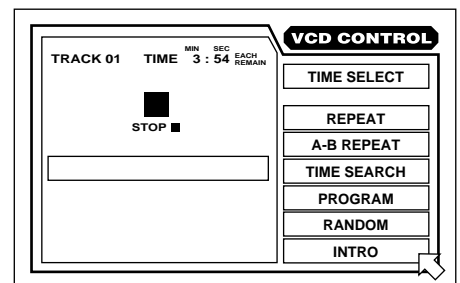 VCD CONTROL
MIN SEC
TRACK 01 TIME 3 : 54 EACH REMAIN
STOP
TIME SELECT
REPEAT
A-B REPEAT
TIME SEARCH
PROGRAM
RANDOM
INTRO